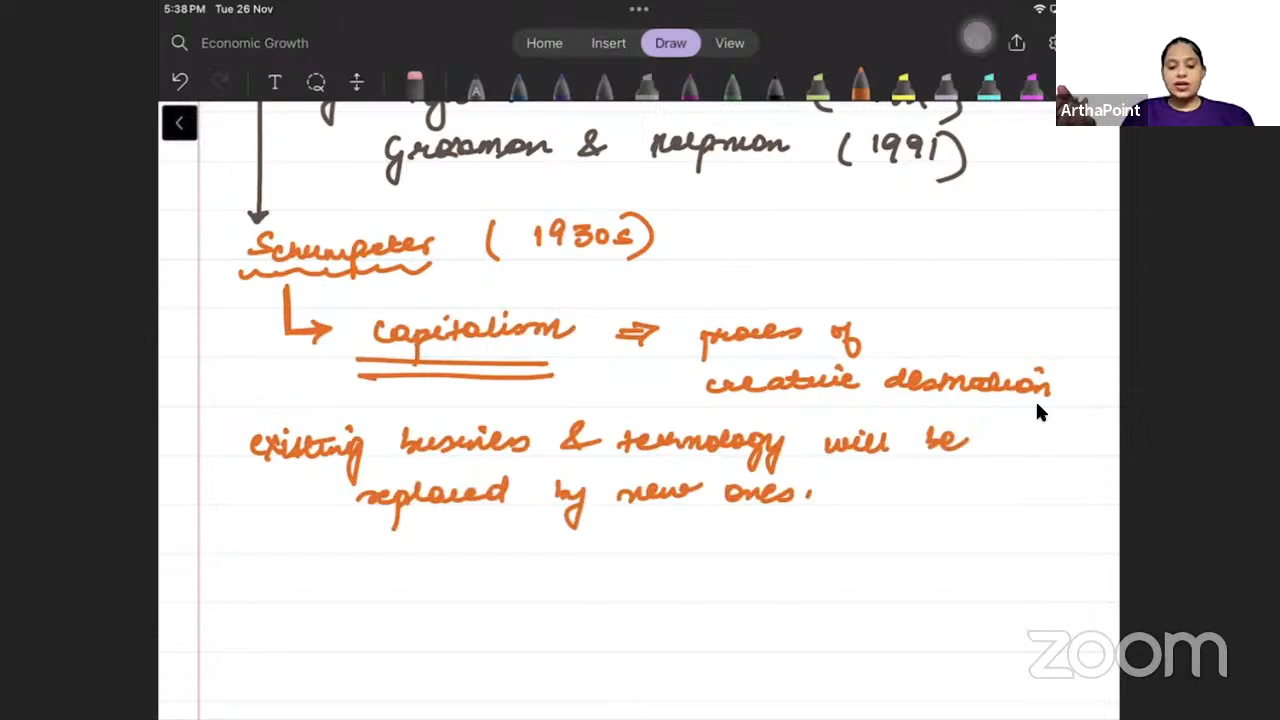 5:38 PM Tue 26 Nov
Economic Growth
Home Insert Draw View
ArthaPoint
Grossman & Helpman (1991)
Schumpeter (1930s)
Capitalism ⇒ process of
creative destruction
existing business & technology will be
replaced by new ones.
zoom